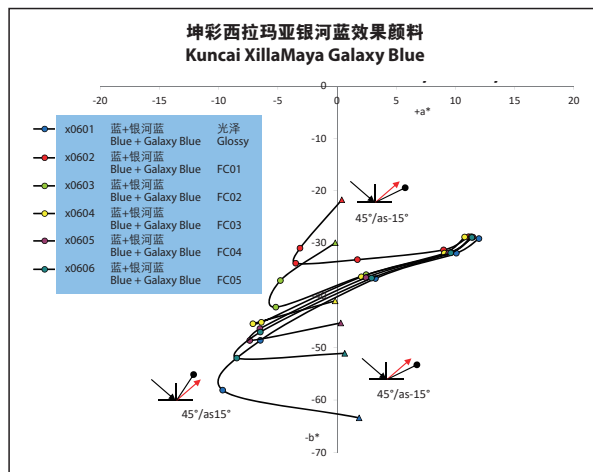 坤彩西拉玛亚银河蓝效果颜料
Kuncai XillaMaya Galaxy Blue
-20 -15 -10 -5 0 5 10 15 20
+a*
-10
-20
-30
-40
-50
-60
-70
-b*
x0601 蓝+银河蓝 光泽
Blue + Galaxy Blue Glossy
x0602 蓝+银河蓝
Blue + Galaxy Blue FC01
x0603 蓝+银河蓝
Blue + Galaxy Blue FC02
x0604 蓝+银河蓝
Blue + Galaxy Blue FC03
x0605 蓝+银河蓝
Blue + Galaxy Blue FC04
x0606 蓝+银河蓝
Blue + Galaxy Blue FC05
45°/as-15°
45°/as-15°
45°/as15°